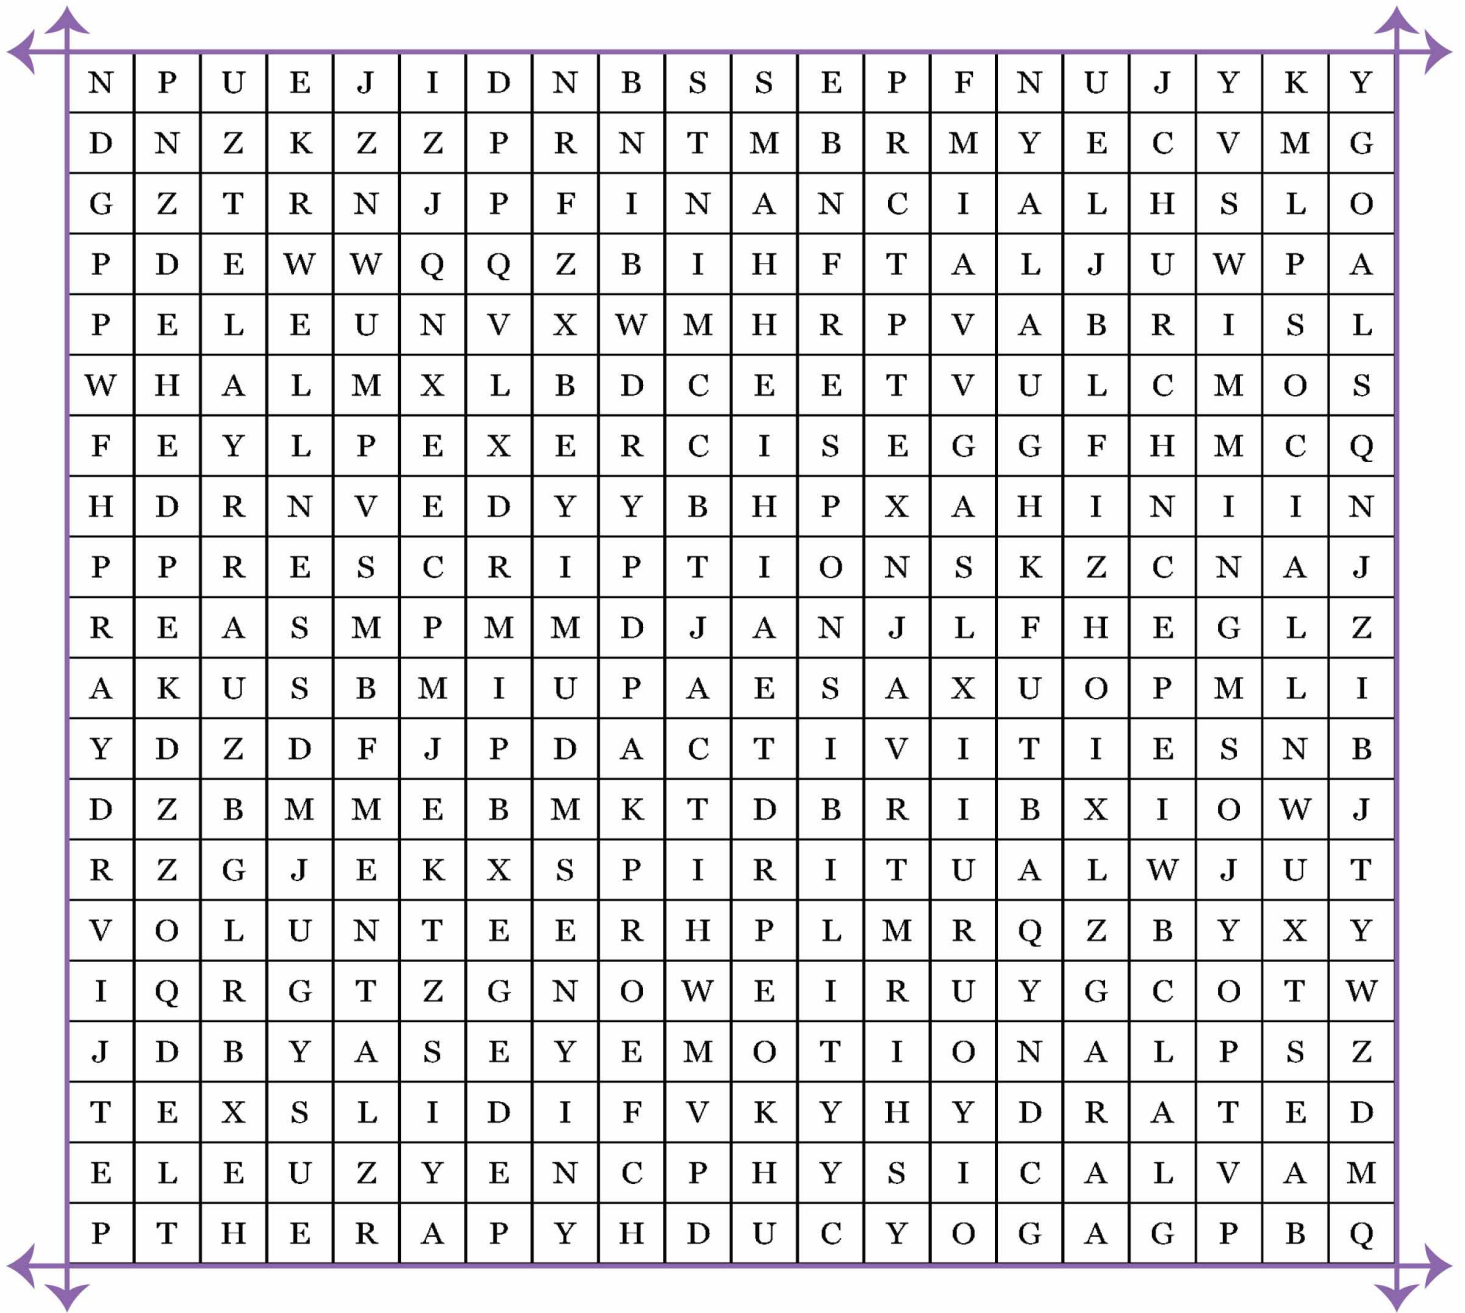 N P U E J I D N B S S E P F N U J Y K Y
D N Z K Z Z P R N T M B R M Y E C V M G
G Z T R N J P F I N A N C I A L H S L O
P D E W W Q Q Z B I H F T A L J U W P A
P E L E U N V X W M H R P V A B R I S L
W H A L M X L B D C E E T V U L C M O S
F E Y L P E X E R C I S E G G F H M C Q
H D R N V E D Y Y B H P X A H I N I I N
P P R E S C R I P T I O N S K Z C N A J
R E A S M P M M D J A N J L F H E G L Z
A K U S B M I U P A E S A X U O P M L I
Y D Z D F J P D A C T I V I T I E S N B
D Z B M M E B M K T D B R I B X I O W J
R Z G J E K X S P I R I T U A L W J U T
V O L U N T E E R H P L M R Q Z B Y X Y
I Q R G T Z G N O W E I R U Y G C O T W
J D B Y A S E Y E M O T I O N A L P S Z
T E X S L I D I F V K Y H Y D R A T E D
E L E U Z Y E N C P H Y S I C A L V A M
P T H E R A P Y H D U C Y O G A G P B Q